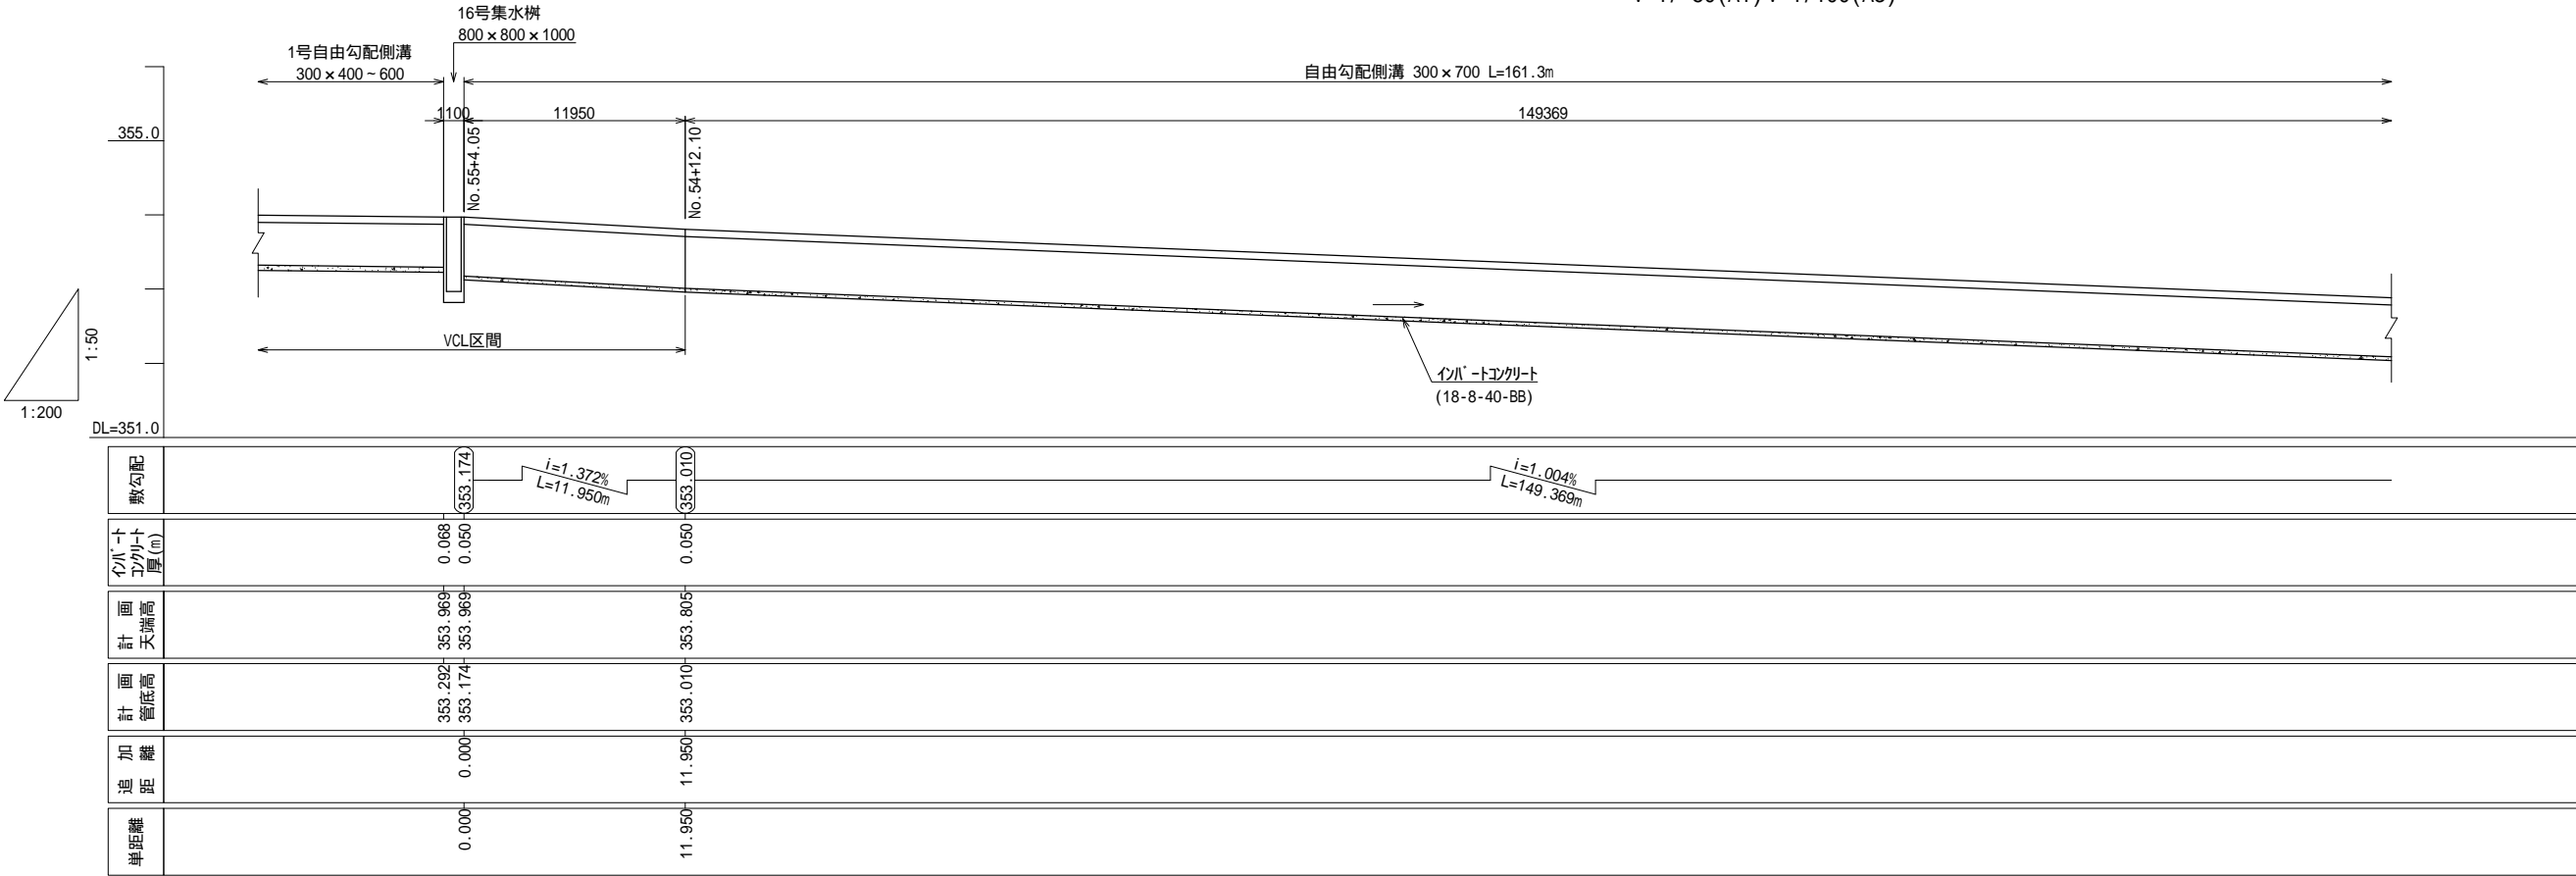 16号集水桝
800×800×1000
1号自由勾配側溝
300×400~600
自由勾配側溝 300×700 L=161.3m
1100
11950
149369
355.0
No.55+4.05
No.54+12.10
1:50
1:200
VCL区間
インバートコンクリート
(18-8-40-BB)
DL=351.0
敷勾配
353.174
i=1.372%
L=11.950m
353.010
i=1.004%
L=149.369m
インバート
コンクリート
厚(m)
0.068
0.050
0.050
計画
天端高
353.969
353.969
353.805
計画
管底高
353.292
353.174
353.010
追加
距離
0.000
11.950
単距離
0.000
11.950